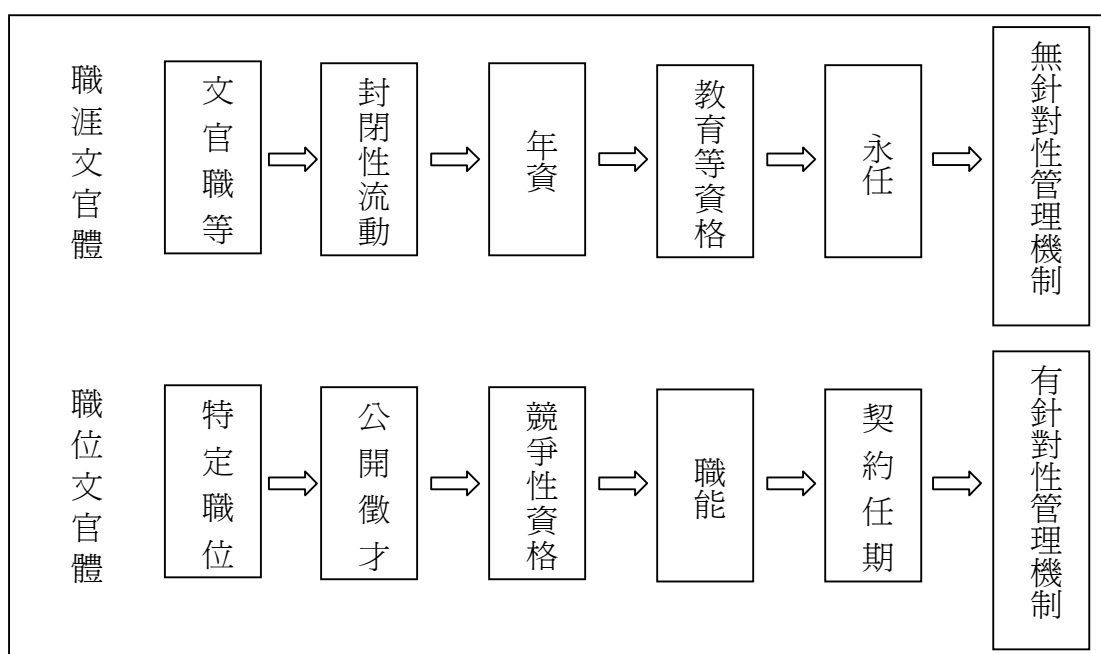 職涯文官體
文官職等
封閉性流動
年資
教育等資格
永任
無針對性管理機制
職位文官體
特定職位
公開徵才
競爭性資格
職能
契約任期
有針對性管理機制